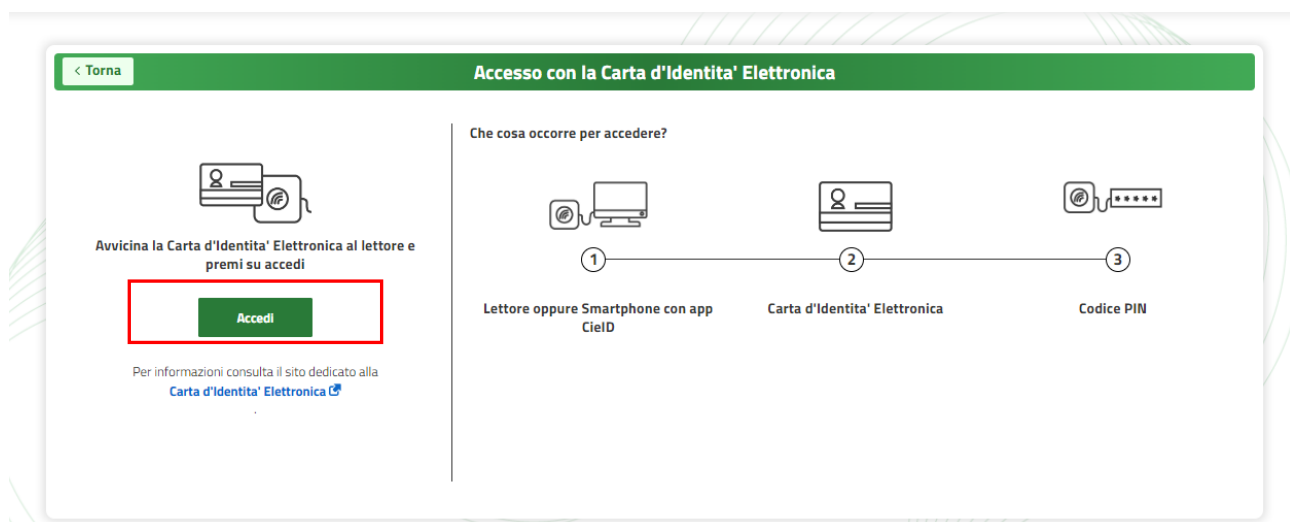 < Torna
Accesso con la Carta d'Identita' Elettronica
Avvicina la Carta d'Identita' Elettronica al lettore e
premi su accedi
Accedi
Per informazioni consulta il sito dedicato alla
Carta d'Identita' Elettronica
.
Che cosa occorre per accedere?
*****
1
2
3
Lettore oppure Smartphone con app
CieID
Carta d'Identita' Elettronica
Codice PIN